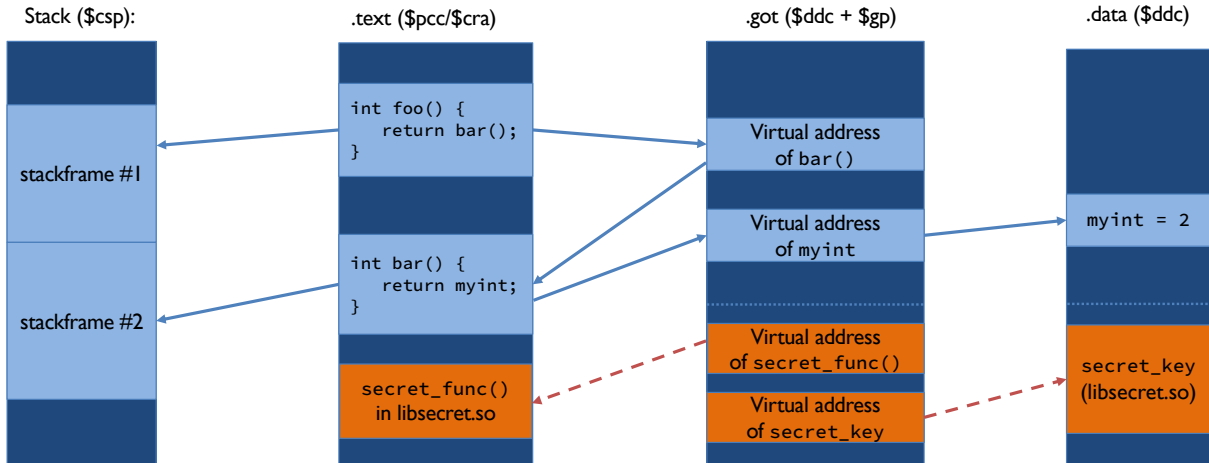 Stack ($csp):
.text ($pcc/$cra)
.got ($ddc + $gp)
.data ($ddc)
stackframe #1
stackframe #2
int foo() {
return bar();
}
int bar() {
return myint;
}
secret_func()
in libsecret.so
Virtual address
of bar()
Virtual address
of myint
Virtual address
of secret_func()
Virtual address
of secret_key
myint = 2
secret_key
(libsecret.so)